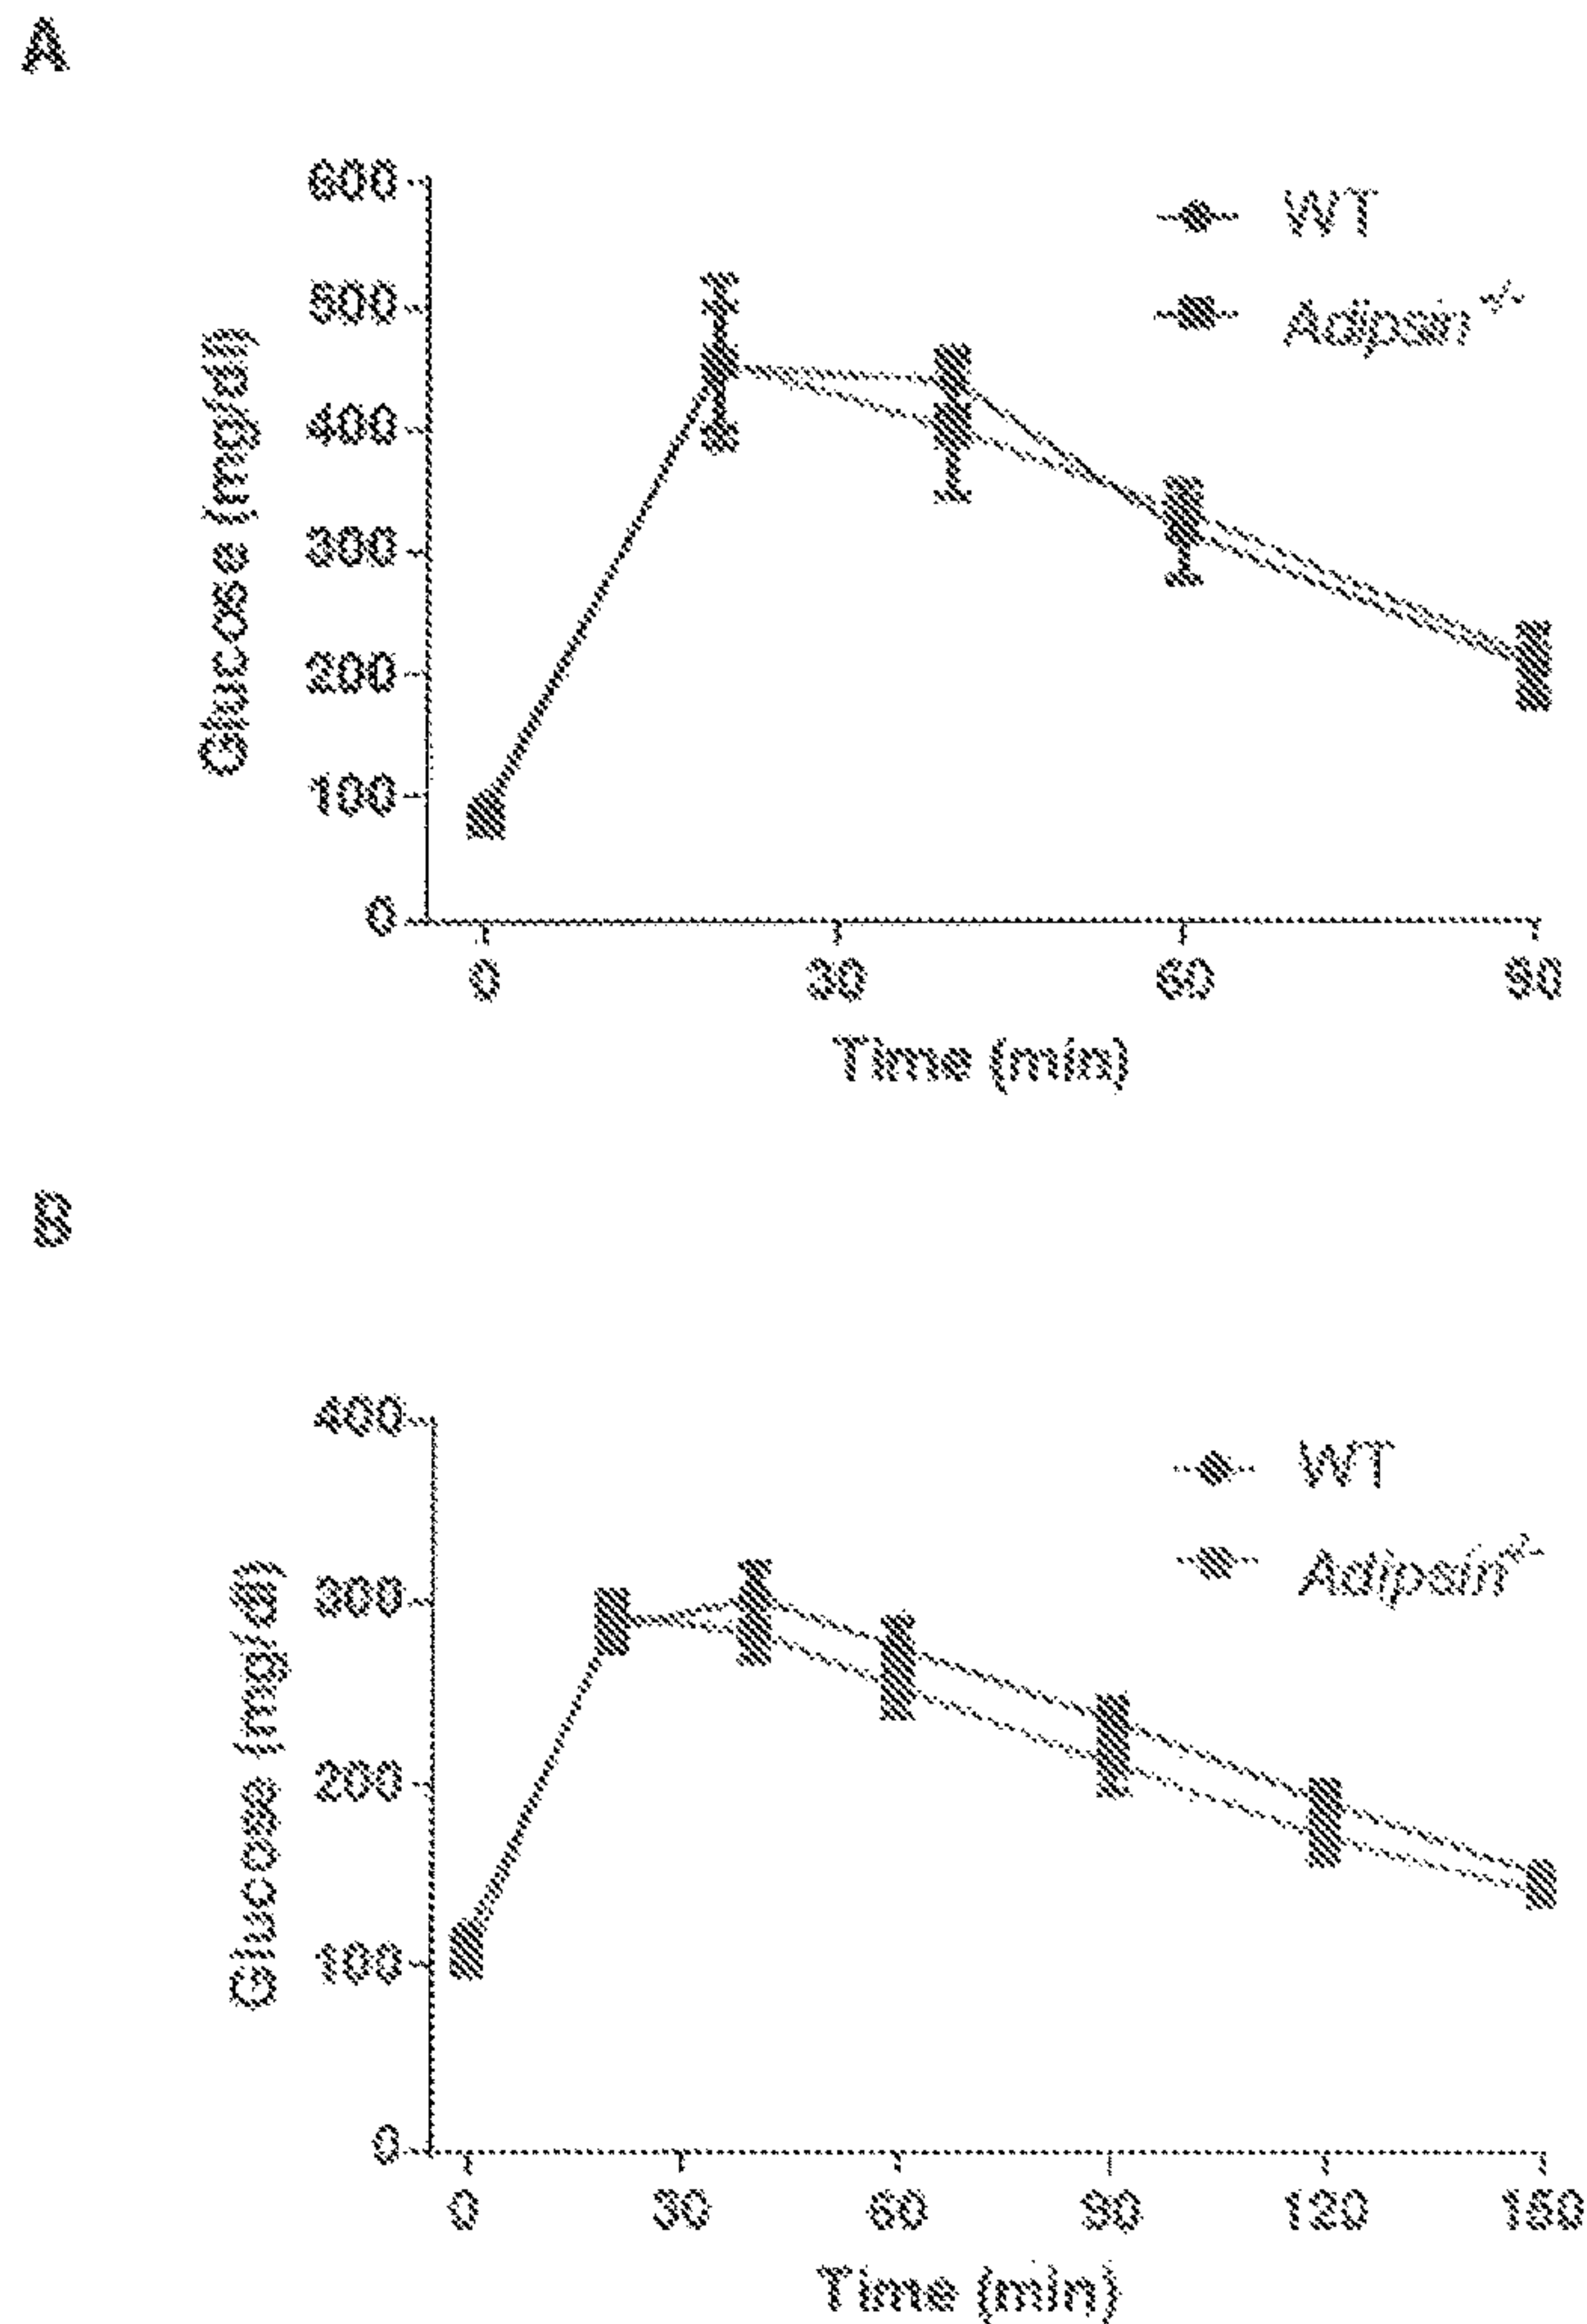 A
600
500
400
300
200
100
0
Glucose (mg/dl)
WT
Adipsin-/-
0 30 60 90
Time (min)
B
400
300
200
100
0
Glucose (mg/dl)
WT
Adipsin-/-
0 30 60 90 120 150
Time (min)